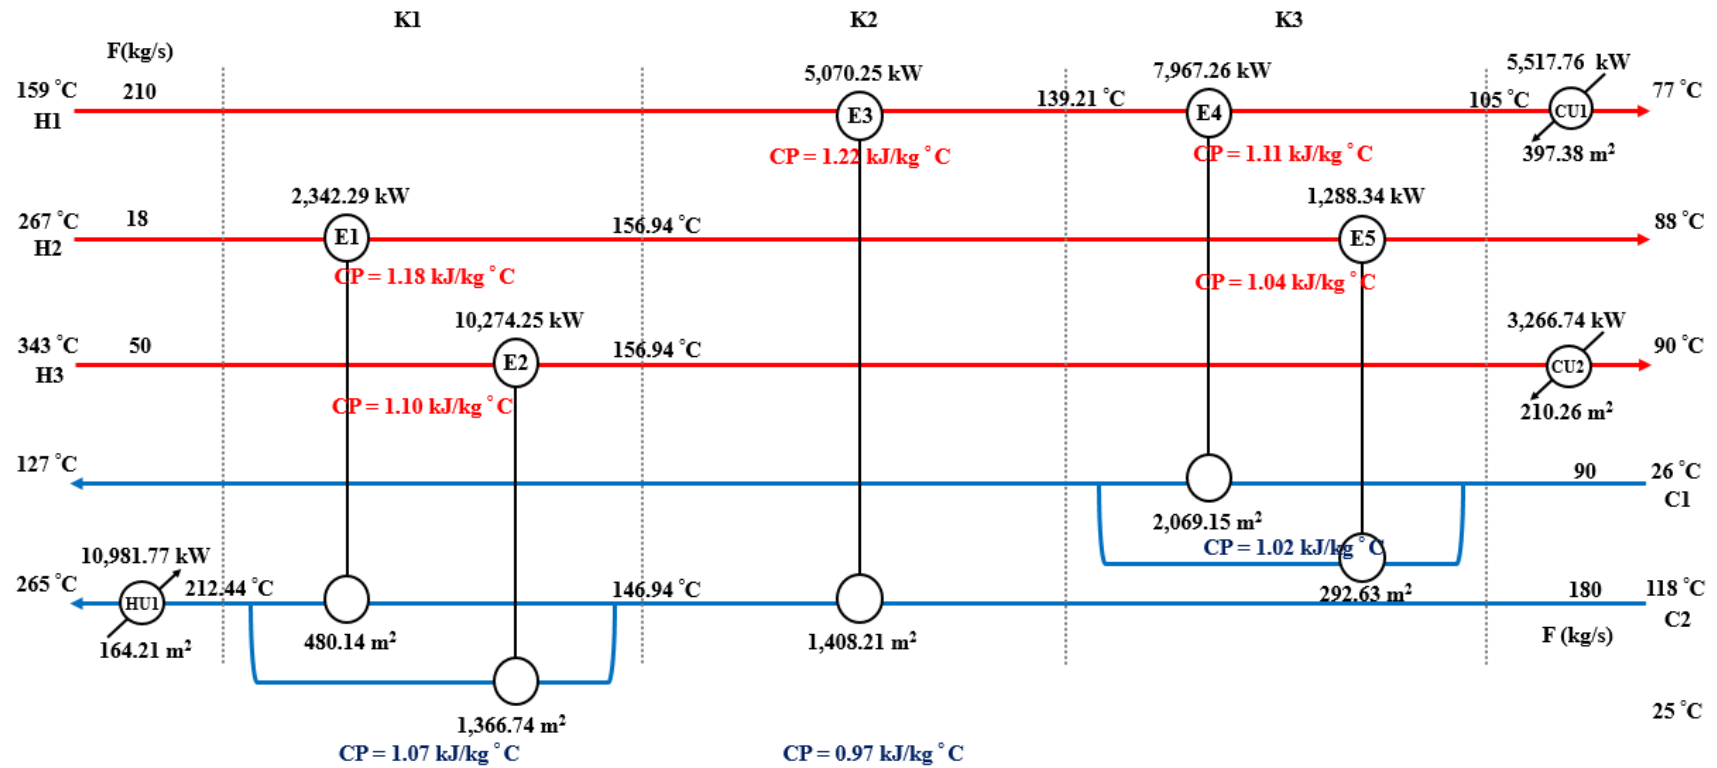 K1 K2 K3
F(kg/s)
5,070.25 kW 7,967.26 kW 5,517.76 kW
159 °C 210 139.21 °C 105 °C 77 °C
H1 E3 E4 CU1
CP = 1.22 kJ/kg °C CP = 1.11 kJ/kg °C 397.38 m²
2,342.29 kW 1,288.34 kW
267 °C 18 156.94 °C 88 °C
H2 E1 E5
CP = 1.18 kJ/kg °C CP = 1.04 kJ/kg °C
10,274.25 kW 3,266.74 kW
343 °C 50 156.94 °C 90 °C
H3 E2 CU2
CP = 1.10 kJ/kg °C 210.26 m²
127 °C 90 26 °C
C1
2,069.15 m²
CP = 1.02 kJ/kg °C
10,981.77 kW
265 °C 212.44 °C 146.94 °C 292.63 m² 180 118 °C
HU1 C2
164.21 m² 480.14 m² 1,408.21 m² F (kg/s)
1,366.74 m² 25 °C
CP = 1.07 kJ/kg °C CP = 0.97 kJ/kg °C